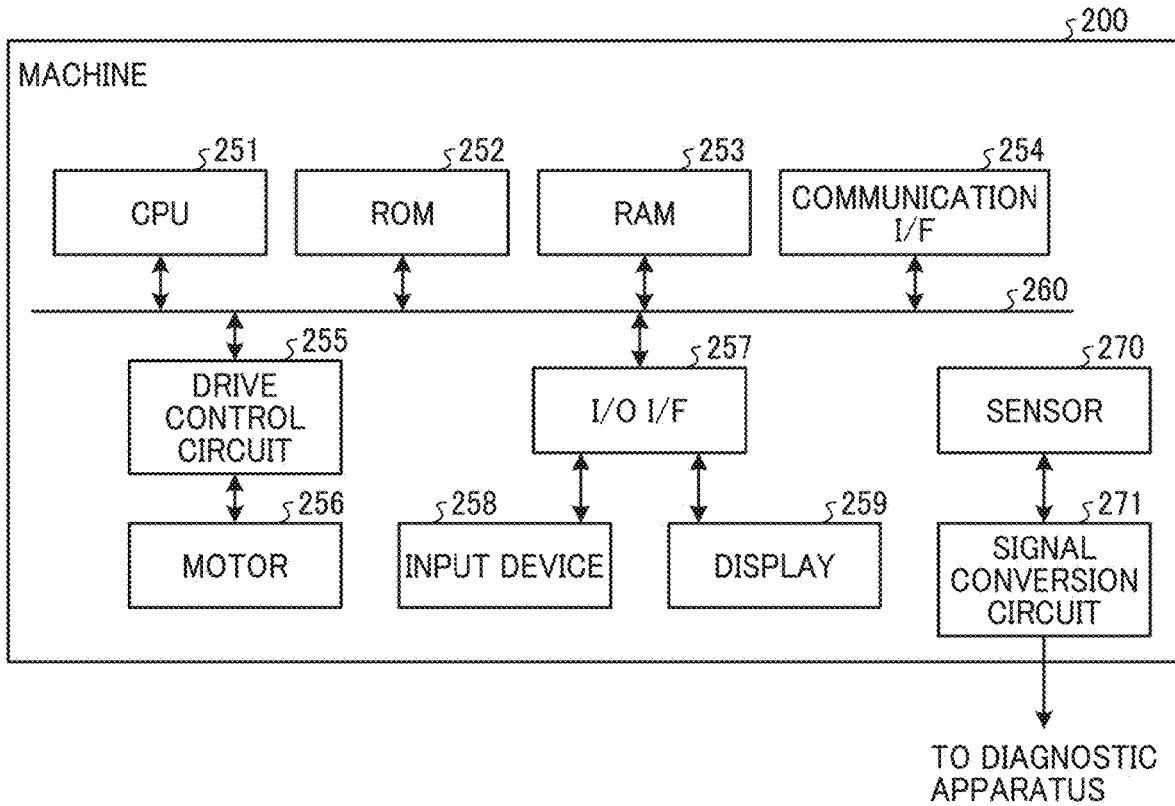 200
MACHINE
251
252
253
254
CPU
ROM
RAM
COMMUNICATION
I/F
260
255
257
270
DRIVE
CONTROL
CIRCUIT
I/O I/F
SENSOR
256
258
259
271
MOTOR
INPUT DEVICE
DISPLAY
SIGNAL
CONVERSION
CIRCUIT
TO DIAGNOSTIC
APPARATUS